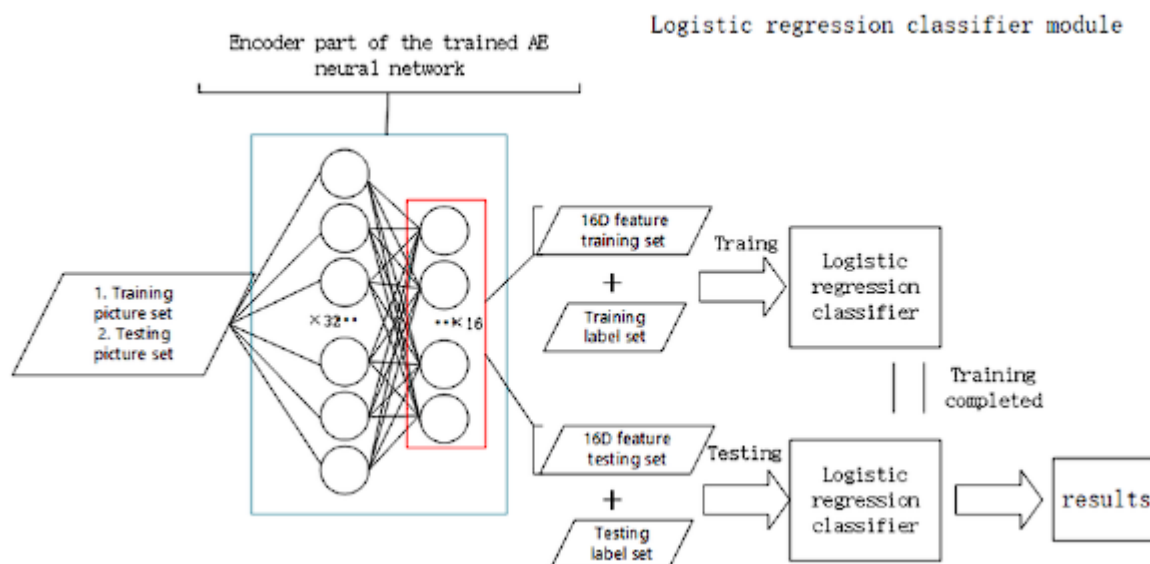 Logistic regression classifier module
Encoder part of the trained AE
neural network
1. Training
picture set
2. Testing
picture set
×32··
··×16
16D feature
training set
+
Training
label set
Traing
Logistic
regression
classifier
Training
completed
16D feature
testing set
+
Testing
label set
Testing
Logistic
regression
classifier
results